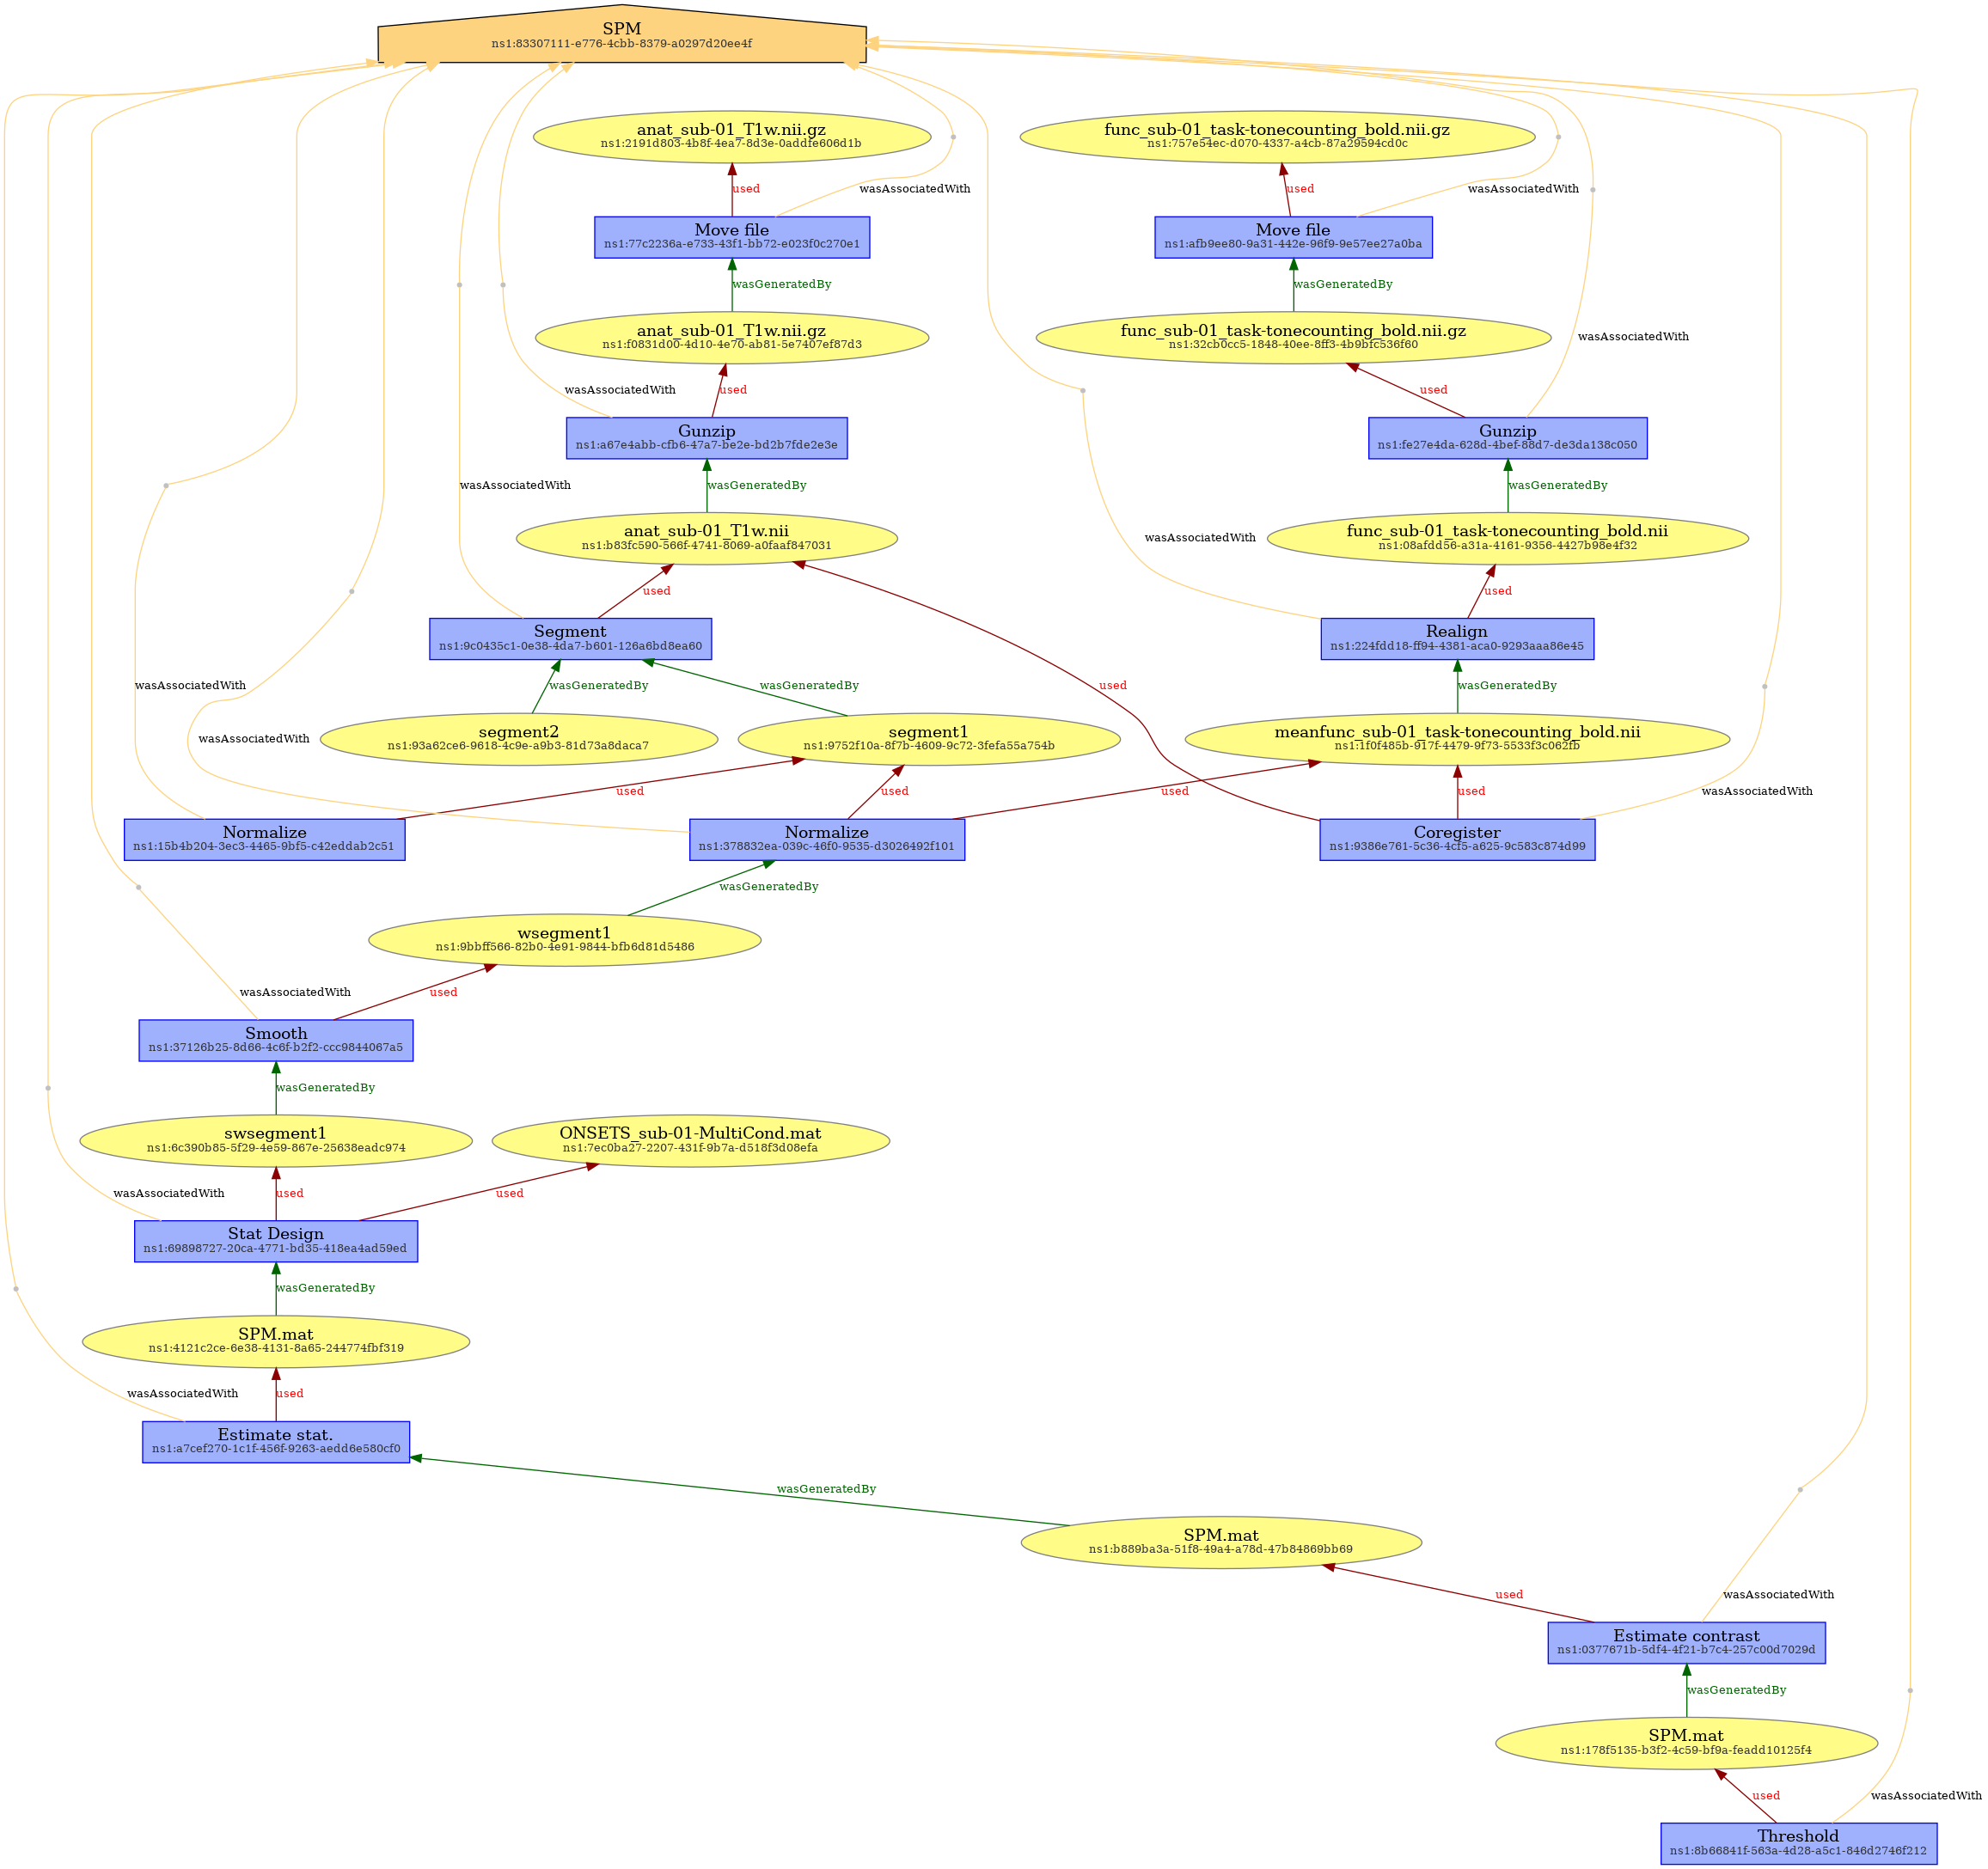 SPM
ns1:83307111-e776-4cbb-8379-a0297d20ee4f
anat_sub-01_T1w.nii.gz
ns1:2191d803-4b8f-4ea7-8d3e-0addfe606d1b
func_sub-01_task-tonecounting_bold.nii.gz
ns1:757e54ec-d070-4337-a4cb-87a29594cd0c
used
wasAssociatedWith
used
wasAssociatedWith
Move file
ns1:77c2236a-e733-43f1-bb72-e023f0c270e1
Move file
ns1:afb9ee80-9a31-442e-96f9-9e57ee27a0ba
wasGeneratedBy
wasGeneratedBy
anat_sub-01_T1w.nii.gz
ns1:f0831d00-4d10-4e70-ab81-5e7407ef87d3
func_sub-01_task-tonecounting_bold.nii.gz
ns1:32cb0cc5-1848-40ee-8ff3-4b9bfc536f60
wasAssociatedWith
wasAssociatedWith
used
used
Gunzip
ns1:a67e4abb-cfb6-47a7-be2e-bd2b7fde2e3e
Gunzip
ns1:fe27e4da-628d-4bef-88d7-de3da138c050
wasAssociatedWith
wasGeneratedBy
wasGeneratedBy
anat_sub-01_T1w.nii
ns1:b83fc590-566f-4741-8069-a0faaf847031
wasAssociatedWith
func_sub-01_task-tonecounting_bold.nii
ns1:08afdd56-a31a-4161-9356-4427b98e4f32
used
used
Segment
ns1:9c0435c1-0e38-4da7-b601-126a6bd8ea60
Realign
ns1:224fdd18-ff94-4381-aca0-9293aaa86e45
wasAssociatedWith
wasGeneratedBy
wasGeneratedBy
used
wasGeneratedBy
wasAssociatedWith
segment2
ns1:93a62ce6-9618-4c9e-a9b3-81d73a8daca7
segment1
ns1:9752f10a-8f7b-4609-9c72-3fefa55a754b
meanfunc_sub-01_task-tonecounting_bold.nii
ns1:1f0f485b-917f-4479-9f73-5533f3c062fb
used
used
used
used
wasAssociatedWith
Normalize
ns1:15b4b204-3ec3-4465-9bf5-c42eddab2c51
Normalize
ns1:378832ea-039c-46f0-9535-d3026492f101
Coregister
ns1:9386e761-5c36-4cf5-a625-9c583c874d99
wasGeneratedBy
wsegment1
ns1:9bbff566-82b0-4e91-9844-bfb6d81d5486
wasAssociatedWith
used
Smooth
ns1:37126b25-8d66-4c6f-b2f2-ccc9844067a5
wasGeneratedBy
swsegment1
ns1:6c390b85-5f29-4e59-867e-25638eadc974
ONSETS_sub-01-MultiCond.mat
ns1:7ec0ba27-2207-431f-9b7a-d518f3d08efa
wasAssociatedWith
used
used
Stat Design
ns1:69898727-20ca-4771-bd35-418ea4ad59ed
wasGeneratedBy
SPM.mat
ns1:4121c2ce-6e38-4131-8a65-244774fbf319
wasAssociatedWith
used
Estimate stat.
ns1:a7cef270-1c1f-456f-9263-aedd6e580cf0
wasGeneratedBy
SPM.mat
ns1:b889ba3a-51f8-49a4-a78d-47b84869bb69
used
wasAssociatedWith
Estimate contrast
ns1:0377671b-5df4-4f21-b7c4-257c00d7029d
wasGeneratedBy
SPM.mat
ns1:178f5135-b3f2-4c59-bf9a-feadd10125f4
used
wasAssociatedWith
Threshold
ns1:8b66841f-563a-4d28-a5c1-846d2746f212